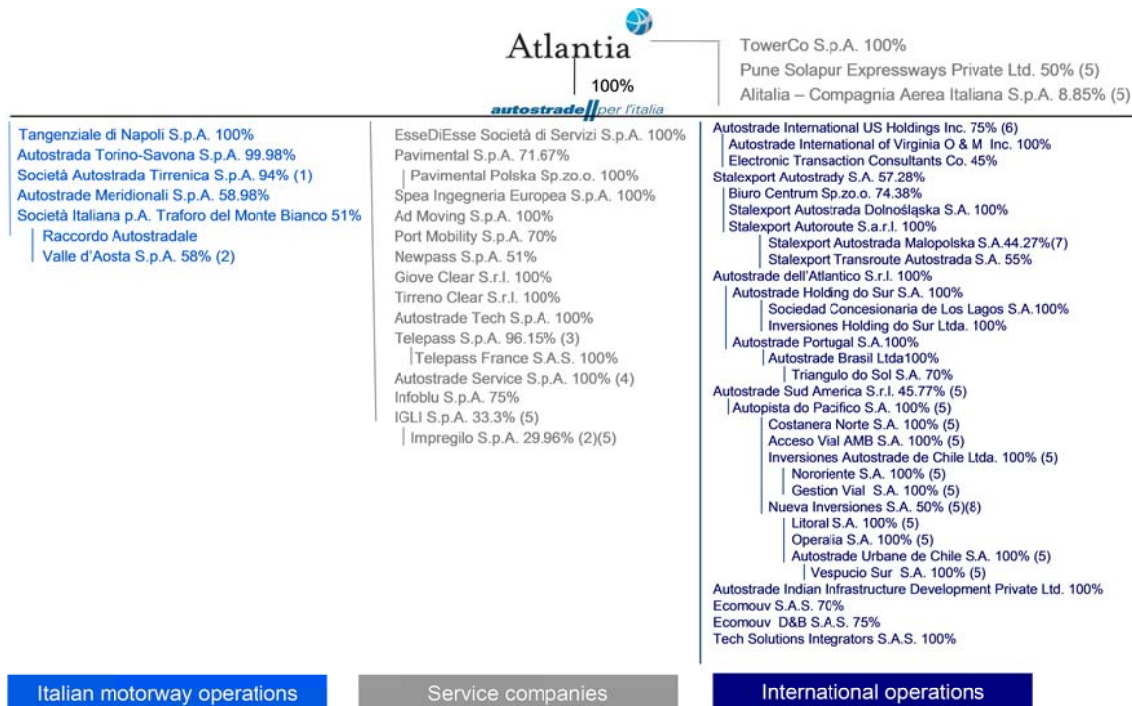 Atlantia
100%
autostrade per l'italia
TowerCo S.p.A. 100%
Pune Solapur Expressways Private Ltd. 50% (5)
Alitalia – Compagnia Aerea Italiana S.p.A. 8.85% (5)
Tangenziale di Napoli S.p.A. 100%
Autostrada Torino-Savona S.p.A. 99.98%
Società Autostrada Tirrenica S.p.A. 94% (1)
Autostrade Meridionali S.p.A. 58.98%
Società Italiana p.A. Traforo del Monte Bianco 51%
Raccordo Autostradale
Valle d'Aosta S.p.A. 58% (2)
EsseDiEsse Società di Servizi S.p.A. 100%
Pavimental S.p.A. 71.67%
Pavimental Polska Sp.zo.o. 100%
Spea Ingegneria Europea S.p.A. 100%
Ad Moving S.p.A. 100%
Port Mobility S.p.A. 70%
Newpass S.p.A. 51%
Giove Clear S.r.l. 100%
Tirreno Clear S.r.l. 100%
Autostrade Tech S.p.A. 100%
Telepass S.p.A. 96.15% (3)
Telepass France S.A.S. 100%
Autostrade Service S.p.A. 100% (4)
Infoblu S.p.A. 75%
IGLI S.p.A. 33.3% (5)
Impregilo S.p.A. 29.96% (2)(5)
Autostrade International US Holdings Inc. 75% (6)
Autostrade International of Virginia O & M Inc. 100%
Electronic Transaction Consultants Co. 45%
Stalexport Autostrady S.A. 57.28%
Biuro Centrum Sp.zo.o. 74.38%
Stalexport Autostrada Dolnośląska S.A. 100%
Stalexport Autoroute S.a.r.l. 100%
Stalexport Autostrada Malopolska S.A.44.27%(7)
Stalexport Transroute Autostrada S.A. 55%
Autostrade dell'Atlantico S.r.l. 100%
Autostrade Holding do Sur S.A. 100%
Sociedad Concesionaria de Los Lagos S.A.100%
Inversiones Holding do Sur Ltda. 100%
Autostrade Portugal S.A.100%
Autostrade Brasil Ltda100%
Triangulo do Sol S.A. 70%
Autostrade Sud America S.r.l. 45.77% (5)
Autopista do Pacifico S.A. 100% (5)
Costanera Norte S.A. 100% (5)
Acceso Vial AMB S.A. 100% (5)
Inversiones Autostrade de Chile Ltda. 100% (5)
Nororiente S.A. 100% (5)
Gestion Vial S.A. 100% (5)
Nueva Inversiones S.A. 50% (5)(8)
Litoral S.A. 100% (5)
Operalia S.A. 100% (5)
Autostrade Urbane de Chile S.A. 100% (5)
Vespucio Sur S.A. 100% (5)
Autostrade Indian Infrastructure Development Private Ltd. 100%
Ecomouv S.A.S. 70%
Ecomouv D&B S.A.S. 75%
Tech Solutions Integrators S.A.S. 100%
Italian motorway operations
Service companies
International operations